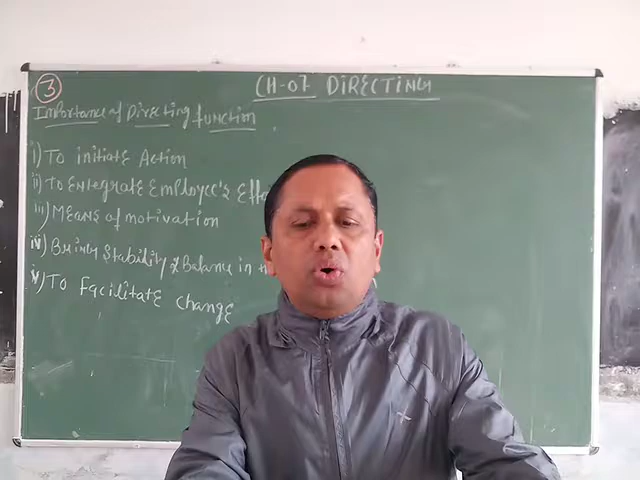 3
CH-07 DIRECTING
Importance of Directing function
i) To initiate Action
ii) To Entegrate Employee's
iii) Means of motivation
iv) Bring Stability & Balance in
v) To facilitate change